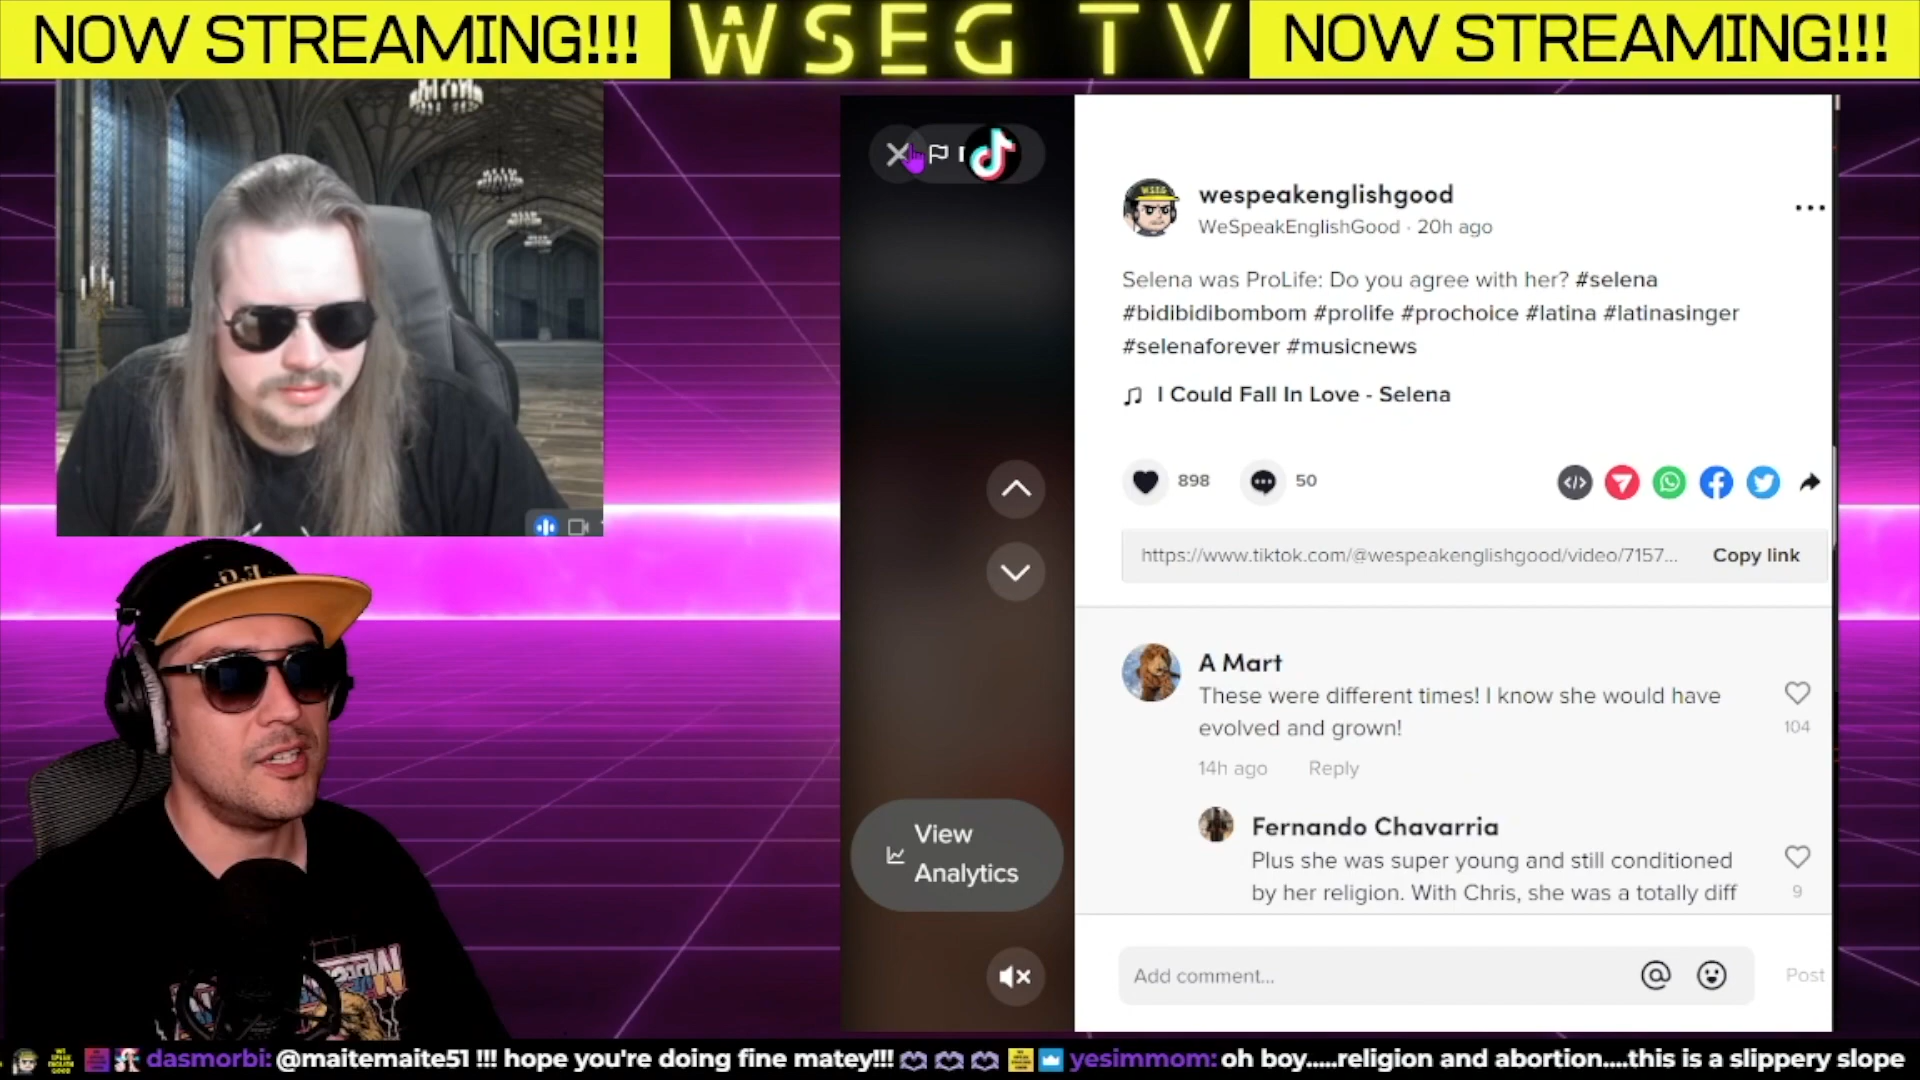 NOW STREAMING!!!
WSEG TV
NOW STREAMING!!!
wespeakenglishgood
WeSpeakEnglishGood · 20h ago
Selena was ProLife: Do you agree with her? #selena
#bidibidibombom #prolife #prochoice #latina #latinasinger
#selenaforever #musicnews
I Could Fall In Love - Selena
898
50
https://www.tiktok.com/@wespeakenglishgood/video/7157...
Copy link
A Mart
These were different times! I know she would have
evolved and grown!
104
14h ago Reply
Fernando Chavarria
Plus she was super young and still conditioned
by her religion. With Chris, she was a totally diff
9
View
Analytics
Add comment...
Post
dasmorbi: @maitemaite51 !!! hope you're doing fine matey!!! yesimmom: oh boy.....religion and abortion....this is a slippery slope